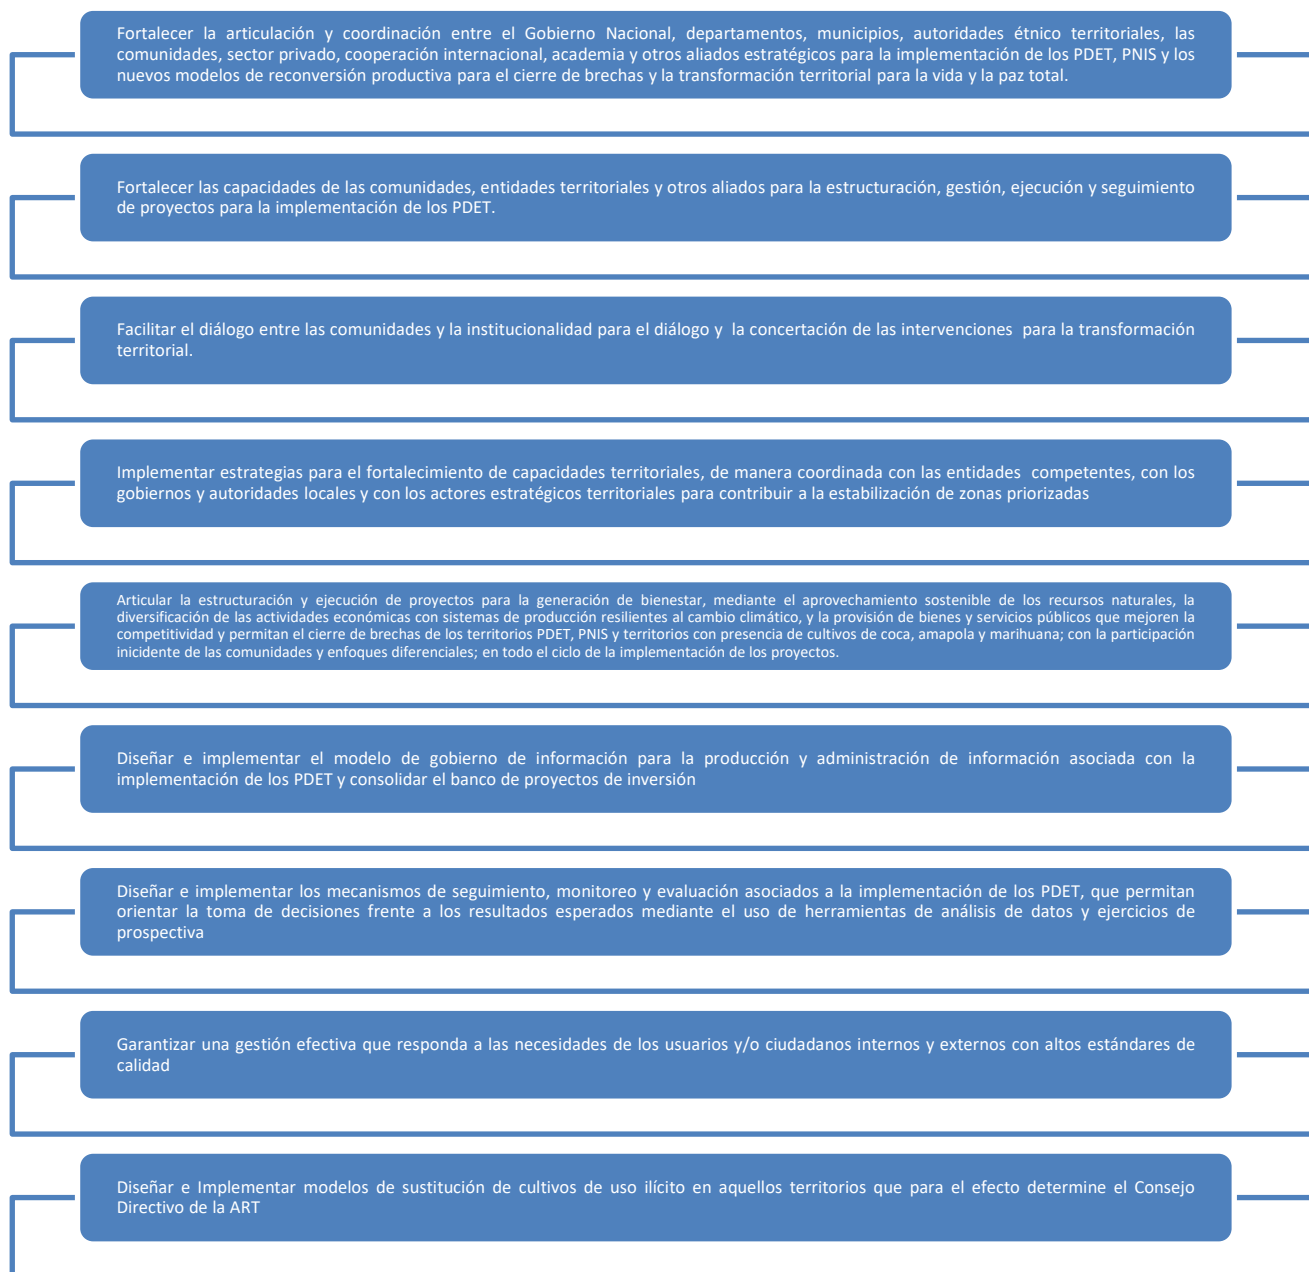 Fortalecer la articulación y coordinación entre el Gobierno Nacional, departamentos, municipios, autoridades étnico territoriales, las
comunidades, sector privado, cooperación internacional, academia y otros aliados estratégicos para la implementación de los PDET, PNIS y los
nuevos modelos de reconversión productiva para el cierre de brechas y la transformación territorial para la vida y la paz total.
Fortalecer las capacidades de las comunidades, entidades territoriales y otros aliados para la estructuración, gestión, ejecución y seguimiento
de proyectos para la implementación de los PDET.
Facilitar el diálogo entre las comunidades y la institucionalidad para el diálogo y la concertación de las intervenciones para la transformación
territorial.
Implementar estrategias para el fortalecimiento de capacidades territoriales, de manera coordinada con las entidades competentes, con los
gobiernos y autoridades locales y con los actores estratégicos territoriales para contribuir a la estabilización de zonas priorizadas
Articular la estructuración y ejecución de proyectos para la generación de bienestar, mediante el aprovechamiento sostenible de los recursos naturales, la
diversificación de las actividades económicas con sistemas de producción resilientes al cambio climático, y la provisión de bienes y servicios públicos que mejoren la
competitividad y permitan el cierre de brechas de los territorios PDET, PNIS y territorios con presencia de cultivos de coca, amapola y marihuana; con la participación
inicidente de las comunidades y enfoques diferenciales; en todo el ciclo de la implementación de los proyectos.
Diseñar e implementar el modelo de gobierno de información para la producción y administración de información asociada con la
implementación de los PDET y consolidar el banco de proyectos de inversión
Diseñar e implementar los mecanismos de seguimiento, monitoreo y evaluación asociados a la implementación de los PDET, que permitan
orientar la toma de decisiones frente a los resultados esperados mediante el uso de herramientas de análisis de datos y ejercicios de
prospectiva
Garantizar una gestión efectiva que responda a las necesidades de los usuarios y/o ciudadanos internos y externos con altos estándares de
calidad
Diseñar e Implementar modelos de sustitución de cultivos de uso ilícito en aquellos territorios que para el efecto determine el Consejo
Directivo de la ART